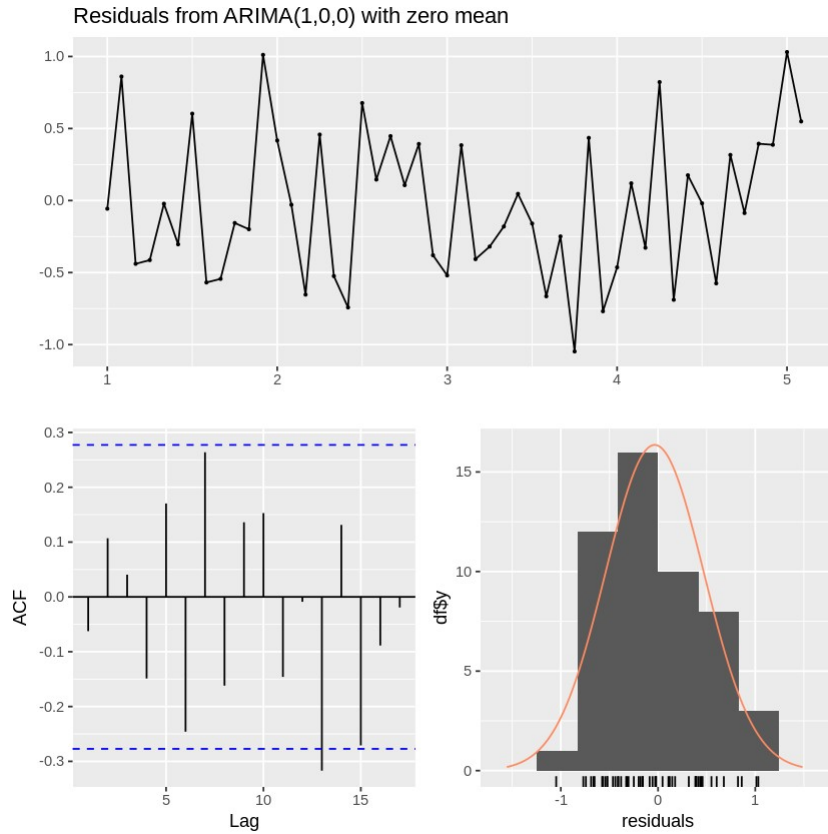 Residuals from ARIMA(1,0,0) with zero mean
1.0
0.5
0.0
-0.5
-1.0
1 2 3 4 5
0.3
0.2
0.1
0.0
-0.1
-0.2
-0.3
ACF
5 10 15
Lag
15
10
5
0
df$y
-1 0 1
residuals